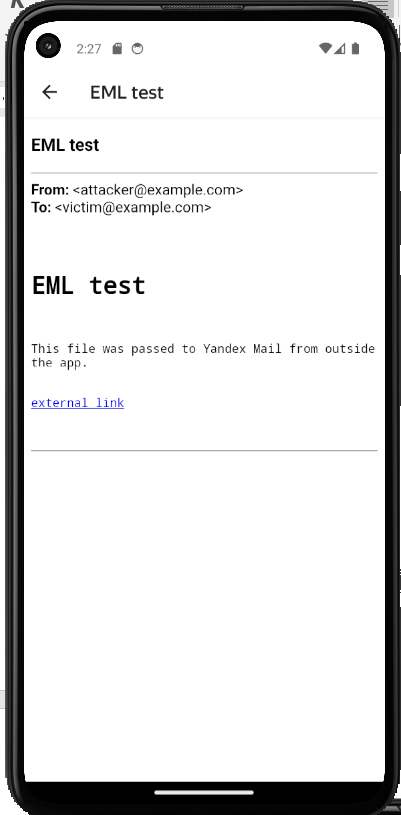 2:27
EML test
EML test
From: <attacker@example.com>
To: <victim@example.com>
EML test
This file was passed to Yandex Mail from outside
the app.
external link